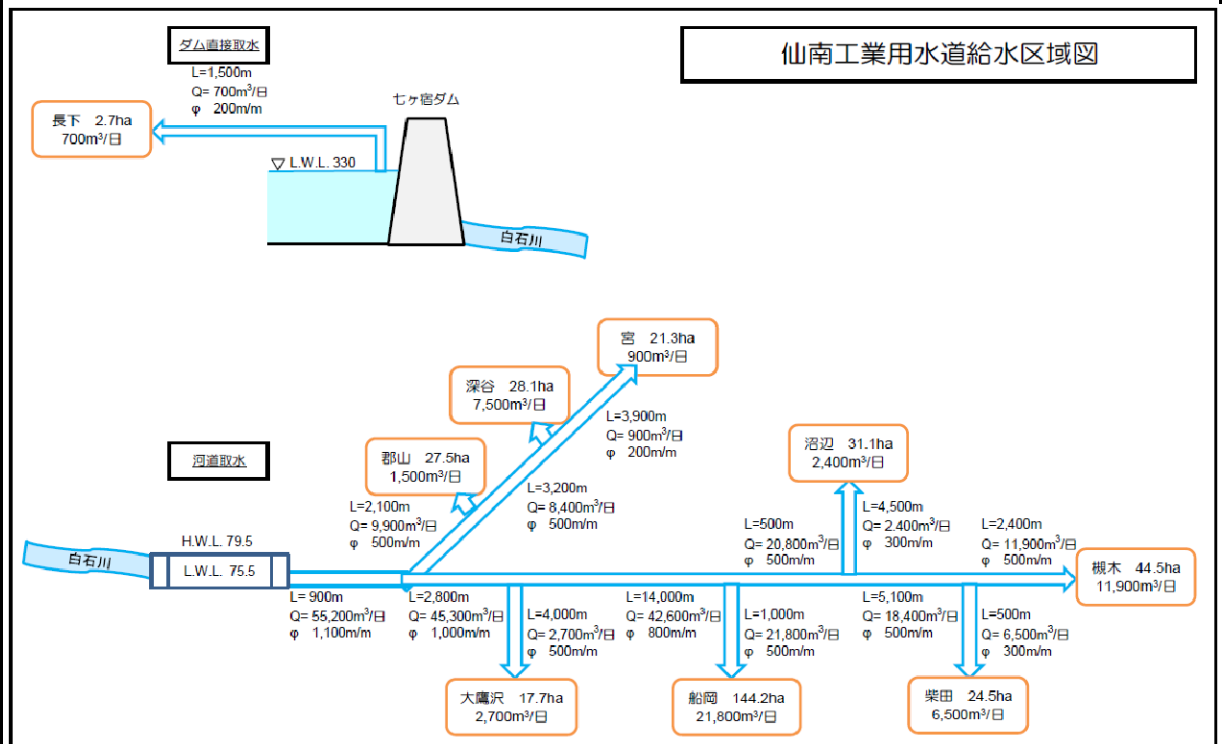 仙南工業用水道給水区域図
ダム直接取水
L=1,500m
Q= 700m³/日
φ 200m/m
七ヶ宿ダム
長下 2.7ha
700m³/日
▽ L.W.L. 330
白石川
宮 21.3ha
900m³/日
深谷 28.1ha
7,500m³/日
L=3,900m
Q= 900m³/日
φ 200m/m
郡山 27.5ha
1,500m³/日
沼辺 31.1ha
2,400m³/日
河道取水
L=3,200m
Q= 8,400m³/日
φ 500m/m
L=2,100m
Q= 9,900m³/日
φ 500m/m
L=500m
Q= 20,800m³/日
φ 500m/m
L=4,500m
Q= 2.400m³/日
φ 300m/m
L=2,400m
Q= 11,900m³/日
φ 500m/m
H.W.L. 79.5
白石川
L.W.L. 75.5
槻木 44.5ha
11,900m³/日
L= 900m
Q= 55,200m³/日
φ 1,100m/m
L=2,800m
Q= 45,300m³/日
φ 1,000m/m
L=4,000m
Q= 2,700m³/日
φ 500m/m
L=14,000m
Q= 42,600m³/日
φ 800m/m
L=1,000m
Q= 21,800m³/日
φ 500m/m
L=5,100m
Q= 18,400m³/日
φ 500m/m
L=500m
Q= 6,500m³/日
φ 300m/m
大鷹沢 17.7ha
2,700m³/日
船岡 144.2ha
21,800m³/日
柴田 24.5ha
6,500m³/日